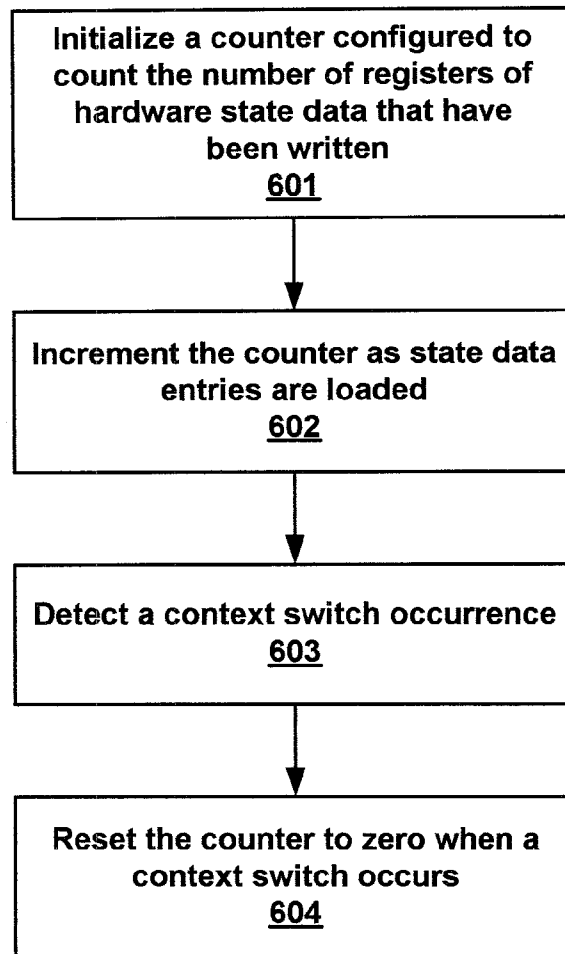 Initialize a counter configured to
count the number of registers of
hardware state data that have
been written
601
Increment the counter as state data
entries are loaded
602
Detect a context switch occurrence
603
Reset the counter to zero when a
context switch occurs
604